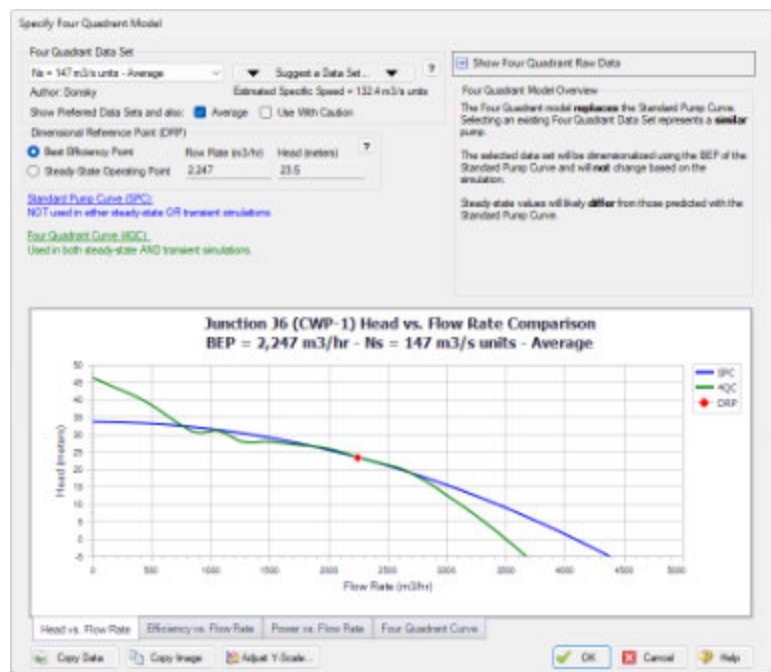 Specify Four Quadrant Model
Four Quadrant Data Set
Ns = 147 m3/s units - Average
Suggest a Data Set...
?
Author: Donsky
Estimated Specific Speed = 132.4 m3/s units
Show Preferred Data Sets and also:
Average
Use With Caution
Dimensional Reference Point (DRP)
Best Efficiency Point
Flow Rate (m3/hr)
Head (meters)
?
Steady-State Operating Point
2,247
23.5
Standard Pump Curve (SPC)
NOT used in either steady-state OR transient simulations.
Four Quadrant Curve (4QC)
Used in both steady-state AND transient simulations.
Show Four Quadrant Raw Data
Four Quadrant Model Overview
The Four Quadrant model replaces the Standard Pump Curve.
Selecting an existing Four Quadrant Data Set represents a similar
pump.
The selected data set will be dimensionalized using the BEP of the
Standard Pump Curve and will not change based on the
simulation.
Steady-state values will likely differ from those predicted with the
Standard Pump Curve.
Junction J6 (CWP-1) Head vs. Flow Rate Comparison
BEP = 2,247 m3/hr - Ns = 147 m3/s units - Average
50
45
40
35
30
25
20
15
10
5
0
-5
Head (meters)
0
500
1000
1500
2000
2500
3000
3500
4000
4500
5000
Flow Rate (m3/hr)
SPC
4QC
DRP
Head vs. Flow Rate
Efficiency vs. Flow Rate
Power vs. Flow Rate
Four Quadrant Curve
Copy Data
Copy Image
Adjust Y-Scale...
OK
Cancel
Help